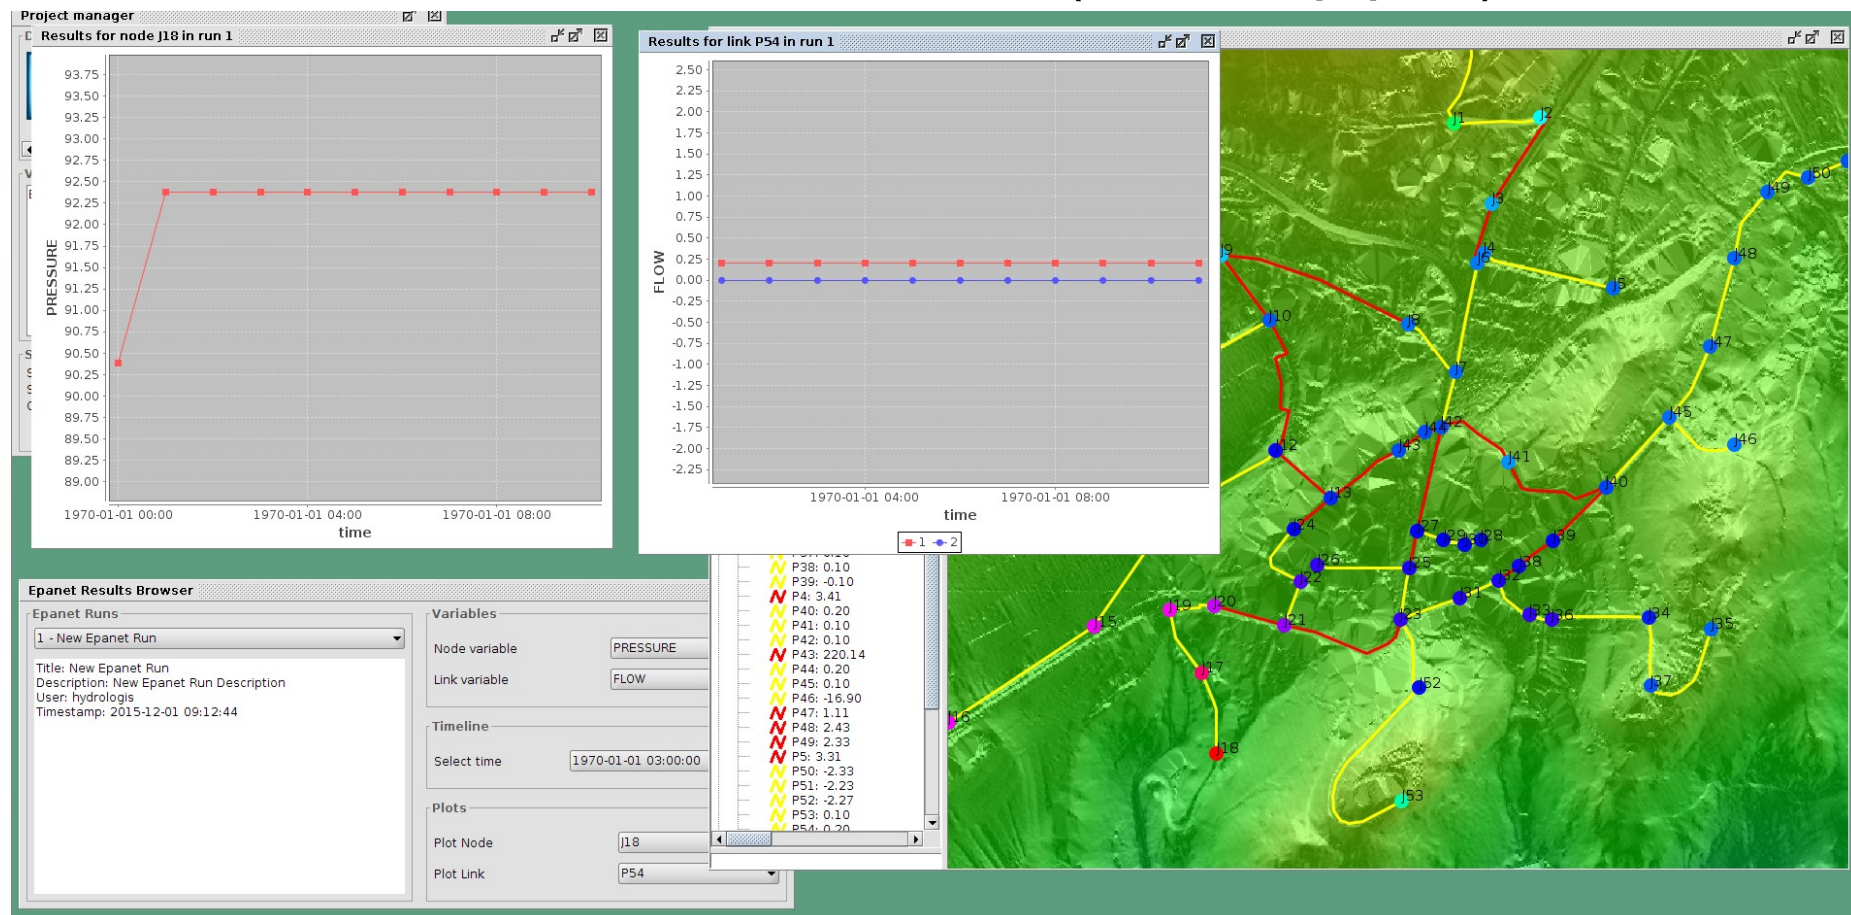 Project manager
Results for node J18 in run 1
93.75
93.50
93.25
93.00
92.75
92.50
92.25
92.00
91.75
91.50
91.25
91.00
90.75
90.50
90.25
90.00
89.75
89.50
89.25
89.00
PRESSURE
1970-01-01 00:00
1970-01-01 04:00
1970-01-01 08:00
time
Results for link P54 in run 1
2.50
2.25
2.00
1.75
1.50
1.25
1.00
0.75
0.50
0.25
0.00
-0.25
-0.50
-0.75
-1.00
-1.25
-1.50
-1.75
-2.00
-2.25
FLOW
1970-01-01 04:00
1970-01-01 08:00
time
1
2
Epanet Results Browser
Epanet Runs
1 - New Epanet Run
Title: New Epanet Run
Description: New Epanet Run Description
User: hydrologis
Timestamp: 2015-12-01 09:12:44
Variables
Node variable
PRESSURE
Link variable
FLOW
Timeline
Select time
1970-01-01 03:00:00
Plots
Plot Node
J18
Plot Link
P54
P38: 0.10
P39: -0.10
P4: 3.41
P40: 0.20
P41: 0.10
P42: 0.10
P43: 220.14
P44: 0.20
P45: 0.10
P46: -16.90
P47: 1.11
P48: 2.43
P49: 2.33
P5: 3.31
P50: -2.33
P51: -2.23
P52: -2.27
P53: 0.10
P54: 0.20
J1
J2
J3
J4
J6
J5
J9
J10
J8
J7
J12
J13
J43
J44
J42
J41
J40
J45
J46
J47
J48
J49
J50
J24
J26
J22
J27
J29
J28
J25
J39
J38
J32
J31
J33
J36
J34
J35
J37
J23
J21
J20
J19
J15
J16
J17
J18
J52
J53